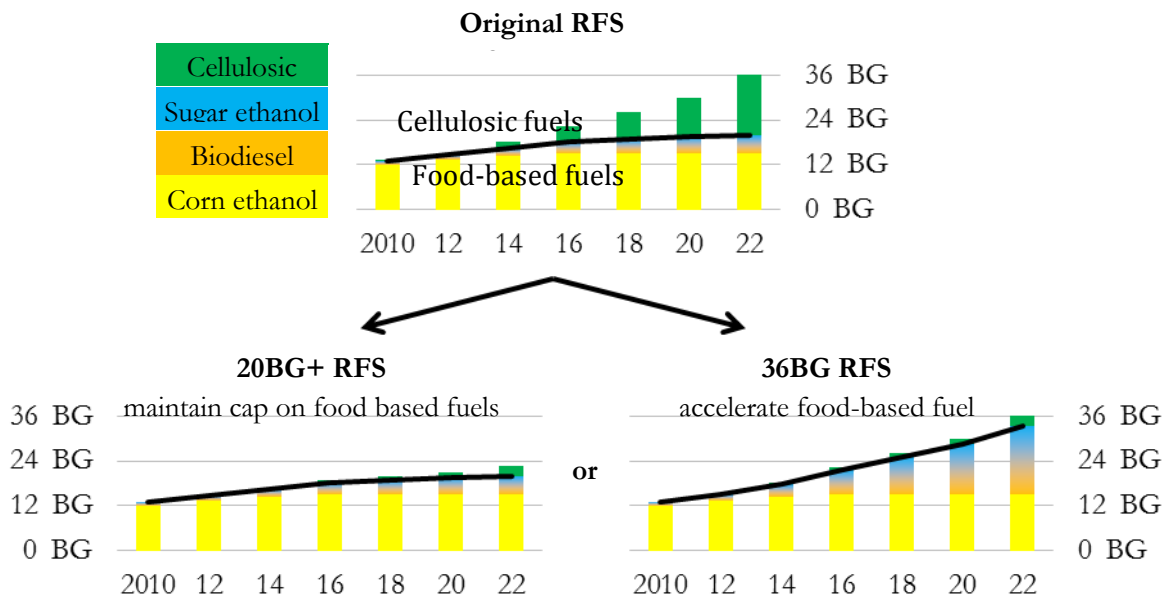 Original RFS
Cellulosic
Sugar ethanol
Biodiesel
Corn ethanol
Cellulosic fuels
Food-based fuels
36 BG
24 BG
12 BG
0 BG
2010 12 14 16 18 20 22
20BG+ RFS
maintain cap on food based fuels
36 BG
24 BG
12 BG
0 BG
2010 12 14 16 18 20 22
or
36BG RFS
accelerate food-based fuel
36 BG
24 BG
12 BG
0 BG
2010 12 14 16 18 20 22